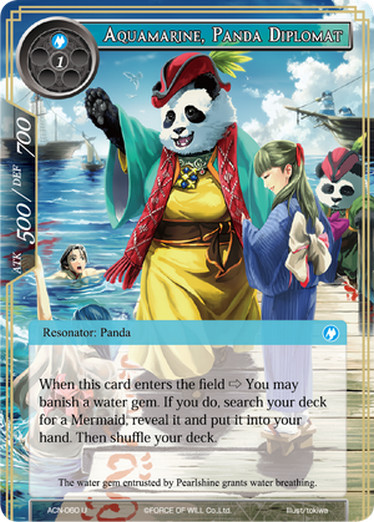 AQUAMARINE, PANDA DIPLOMAT
1
ATK 500/ DEF 700
Resonator: Panda
When this card enters the field ⇨ You may
banish a water gem. If you do, search your deck
for a Mermaid, reveal it and put it into your
hand. Then shuffle your deck.
The water gem entrusted by Pearlshine grants water breathing.
ACN-060 U
©FORCE OF WILL Co.,Ltd.
Illust/tokiwa